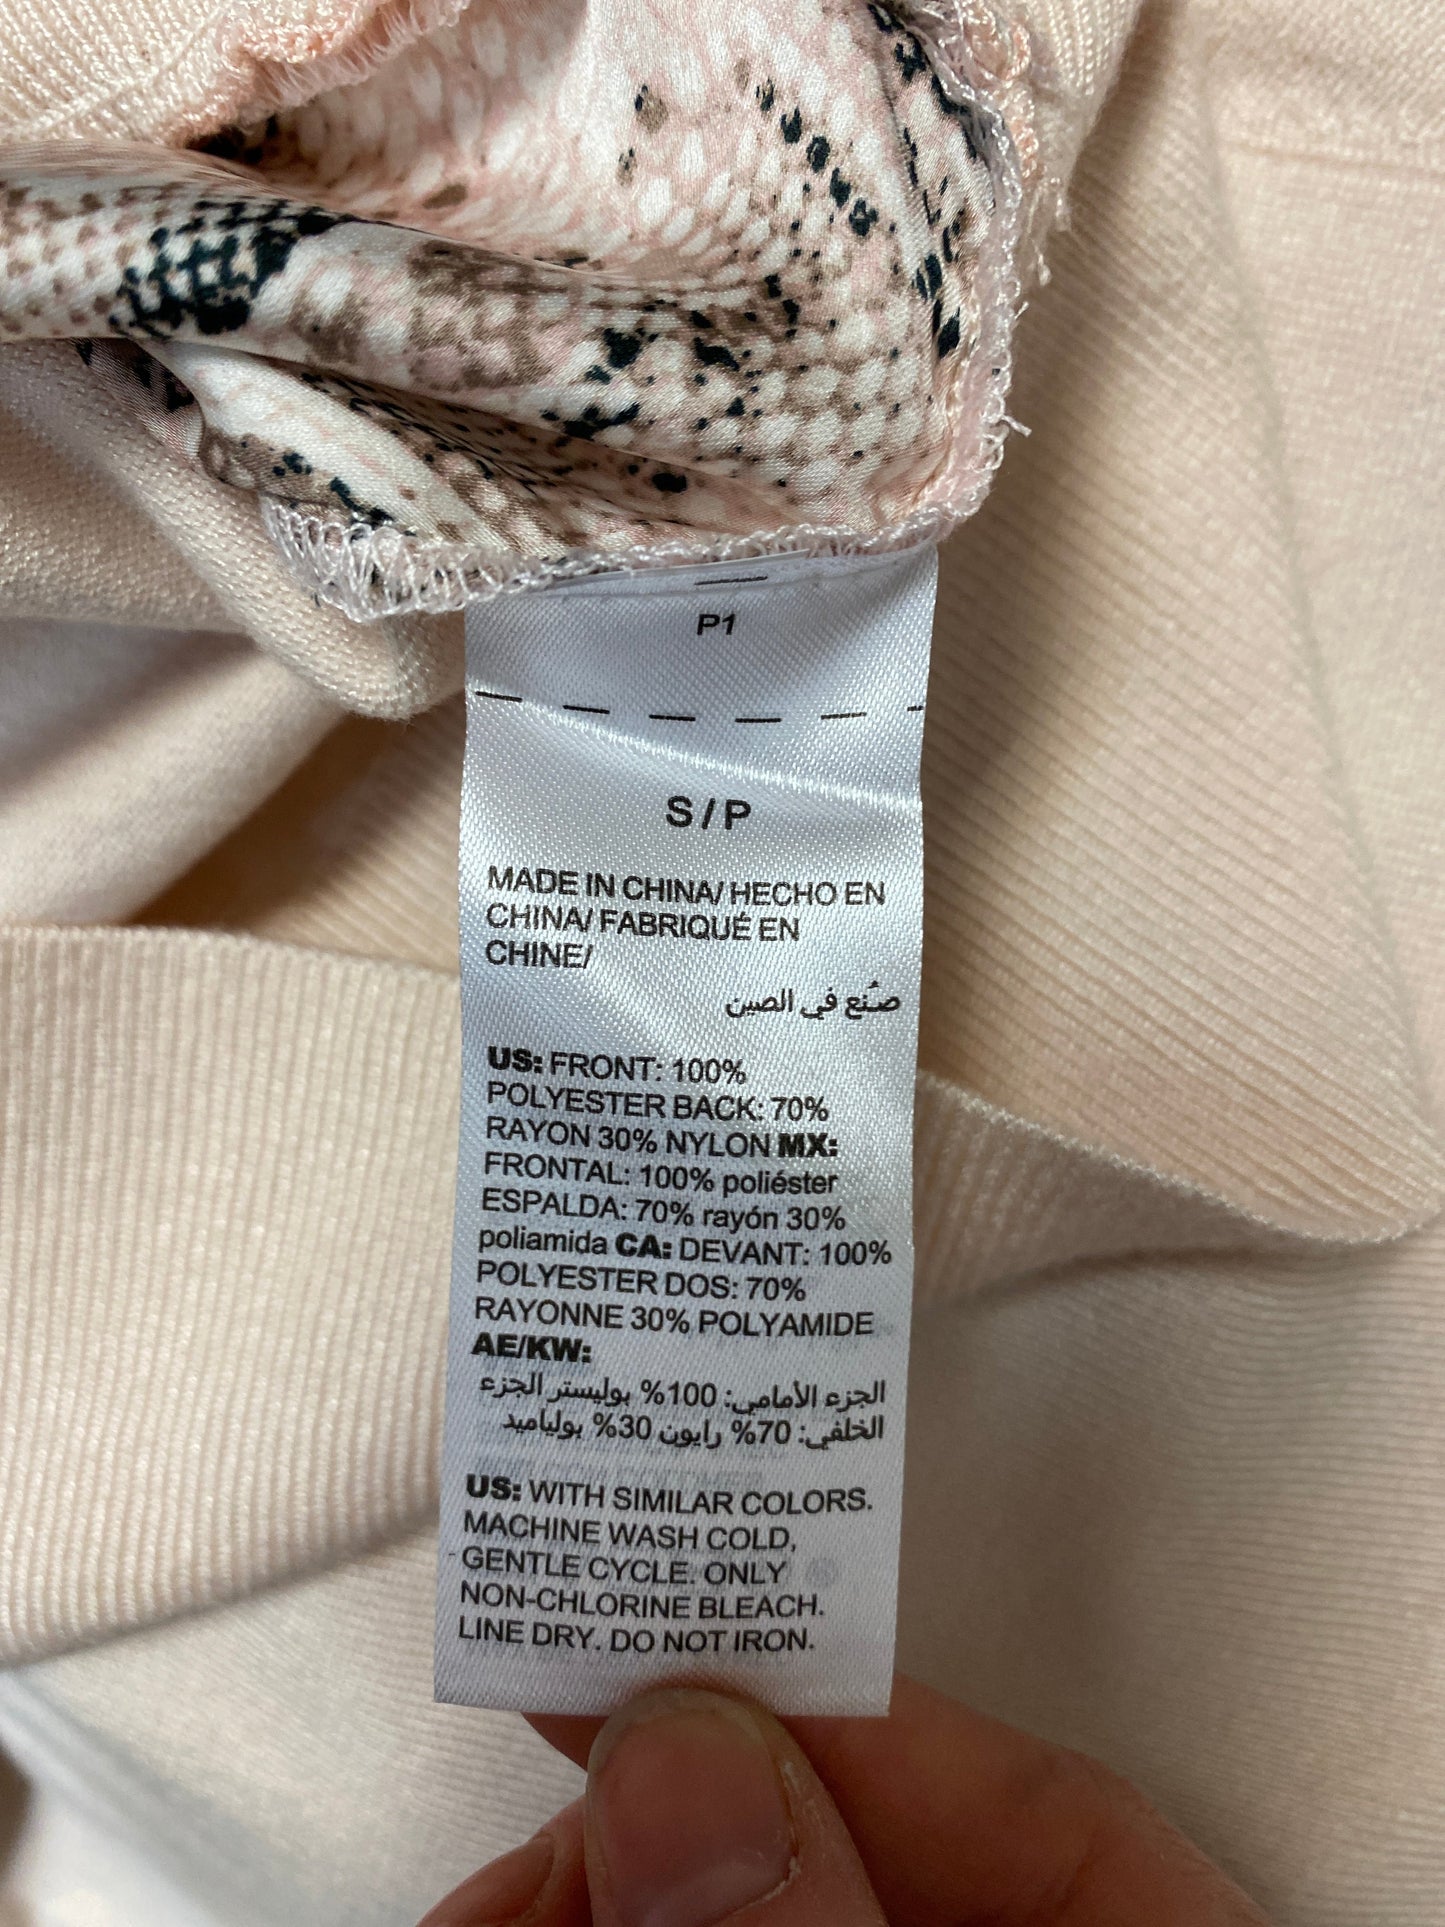 P1
S/P
MADE IN CHINA/ HECHO EN
CHINA/ FABRIQUÉ EN
CHINE/
صُنع في الصين
US: FRONT: 100%
POLYESTER BACK: 70%
RAYON 30% NYLON MX:
FRONTAL: 100% poliéster
ESPALDA: 70% rayón 30%
poliamida CA: DEVANT: 100%
POLYESTER DOS: 70%
RAYONNE 30% POLYAMIDE
AE/KW:
الجزء الأمامي: 100% بوليستر الجزء
الخلفي: 70% رايون 30% بولياميد
US: WITH SIMILAR COLORS.
MACHINE WASH COLD,
GENTLE CYCLE. ONLY
NON-CHLORINE BLEACH.
LINE DRY. DO NOT IRON.